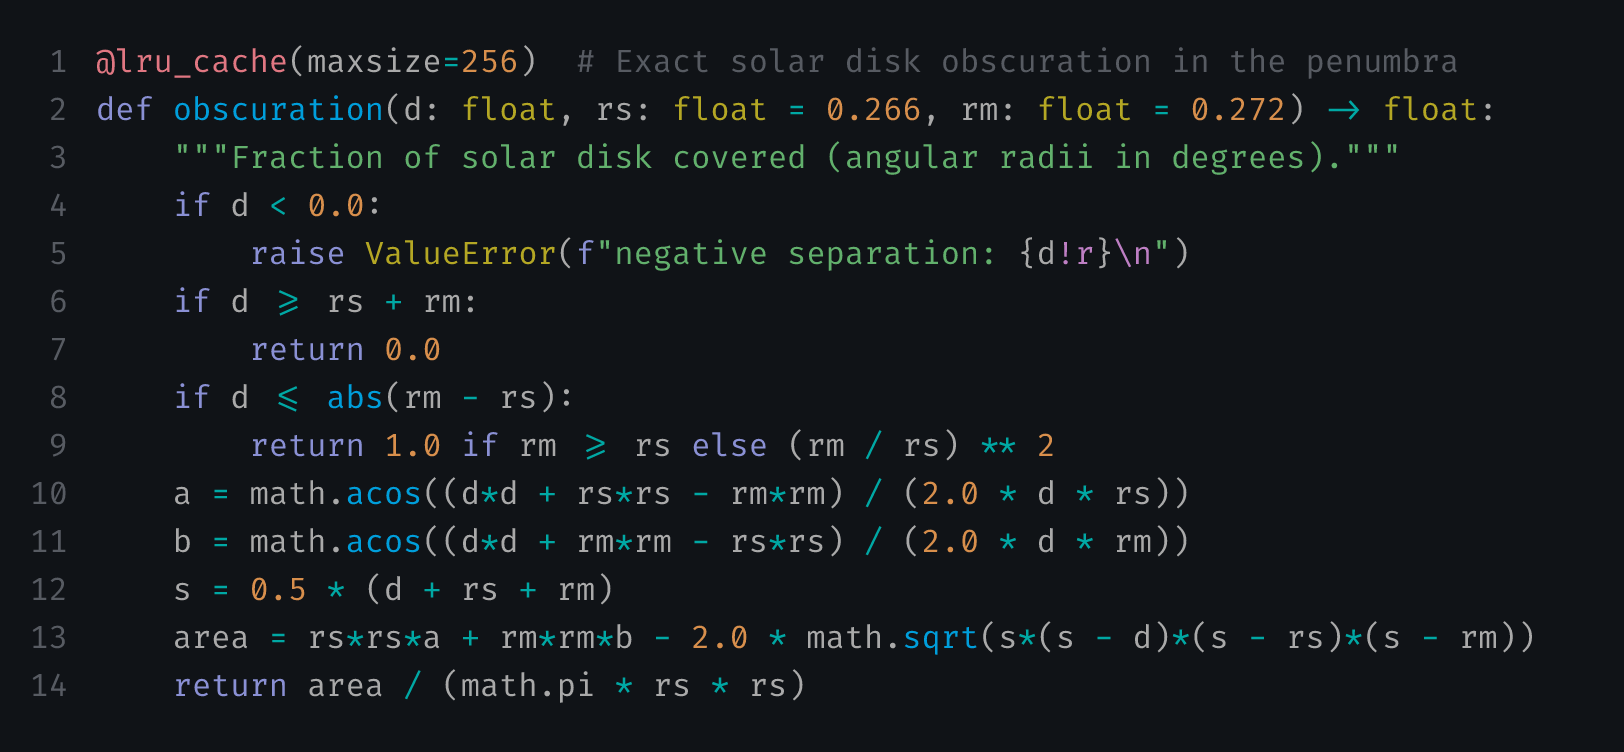 1 @lru_cache(maxsize=256)  # Exact solar disk obscuration in the penumbra
2 def obscuration(d: float, rs: float = 0.266, rm: float = 0.272) -> float:
3     """Fraction of solar disk covered (angular radii in degrees)."""
4     if d < 0.0:
5         raise ValueError(f"negative separation: {d!r}\n")
6     if d >= rs + rm:
7         return 0.0
8     if d <= abs(rm - rs):
9         return 1.0 if rm >= rs else (rm / rs) ** 2
10     a = math.acos((d*d + rs*rs - rm*rm) / (2.0 * d * rs))
11     b = math.acos((d*d + rm*rm - rs*rs) / (2.0 * d * rm))
12     s = 0.5 * (d + rs + rm)
13     area = rs*rs*a + rm*rm*b - 2.0 * math.sqrt(s*(s - d)*(s - rs)*(s - rm))
14     return area / (math.pi * rs * rs)